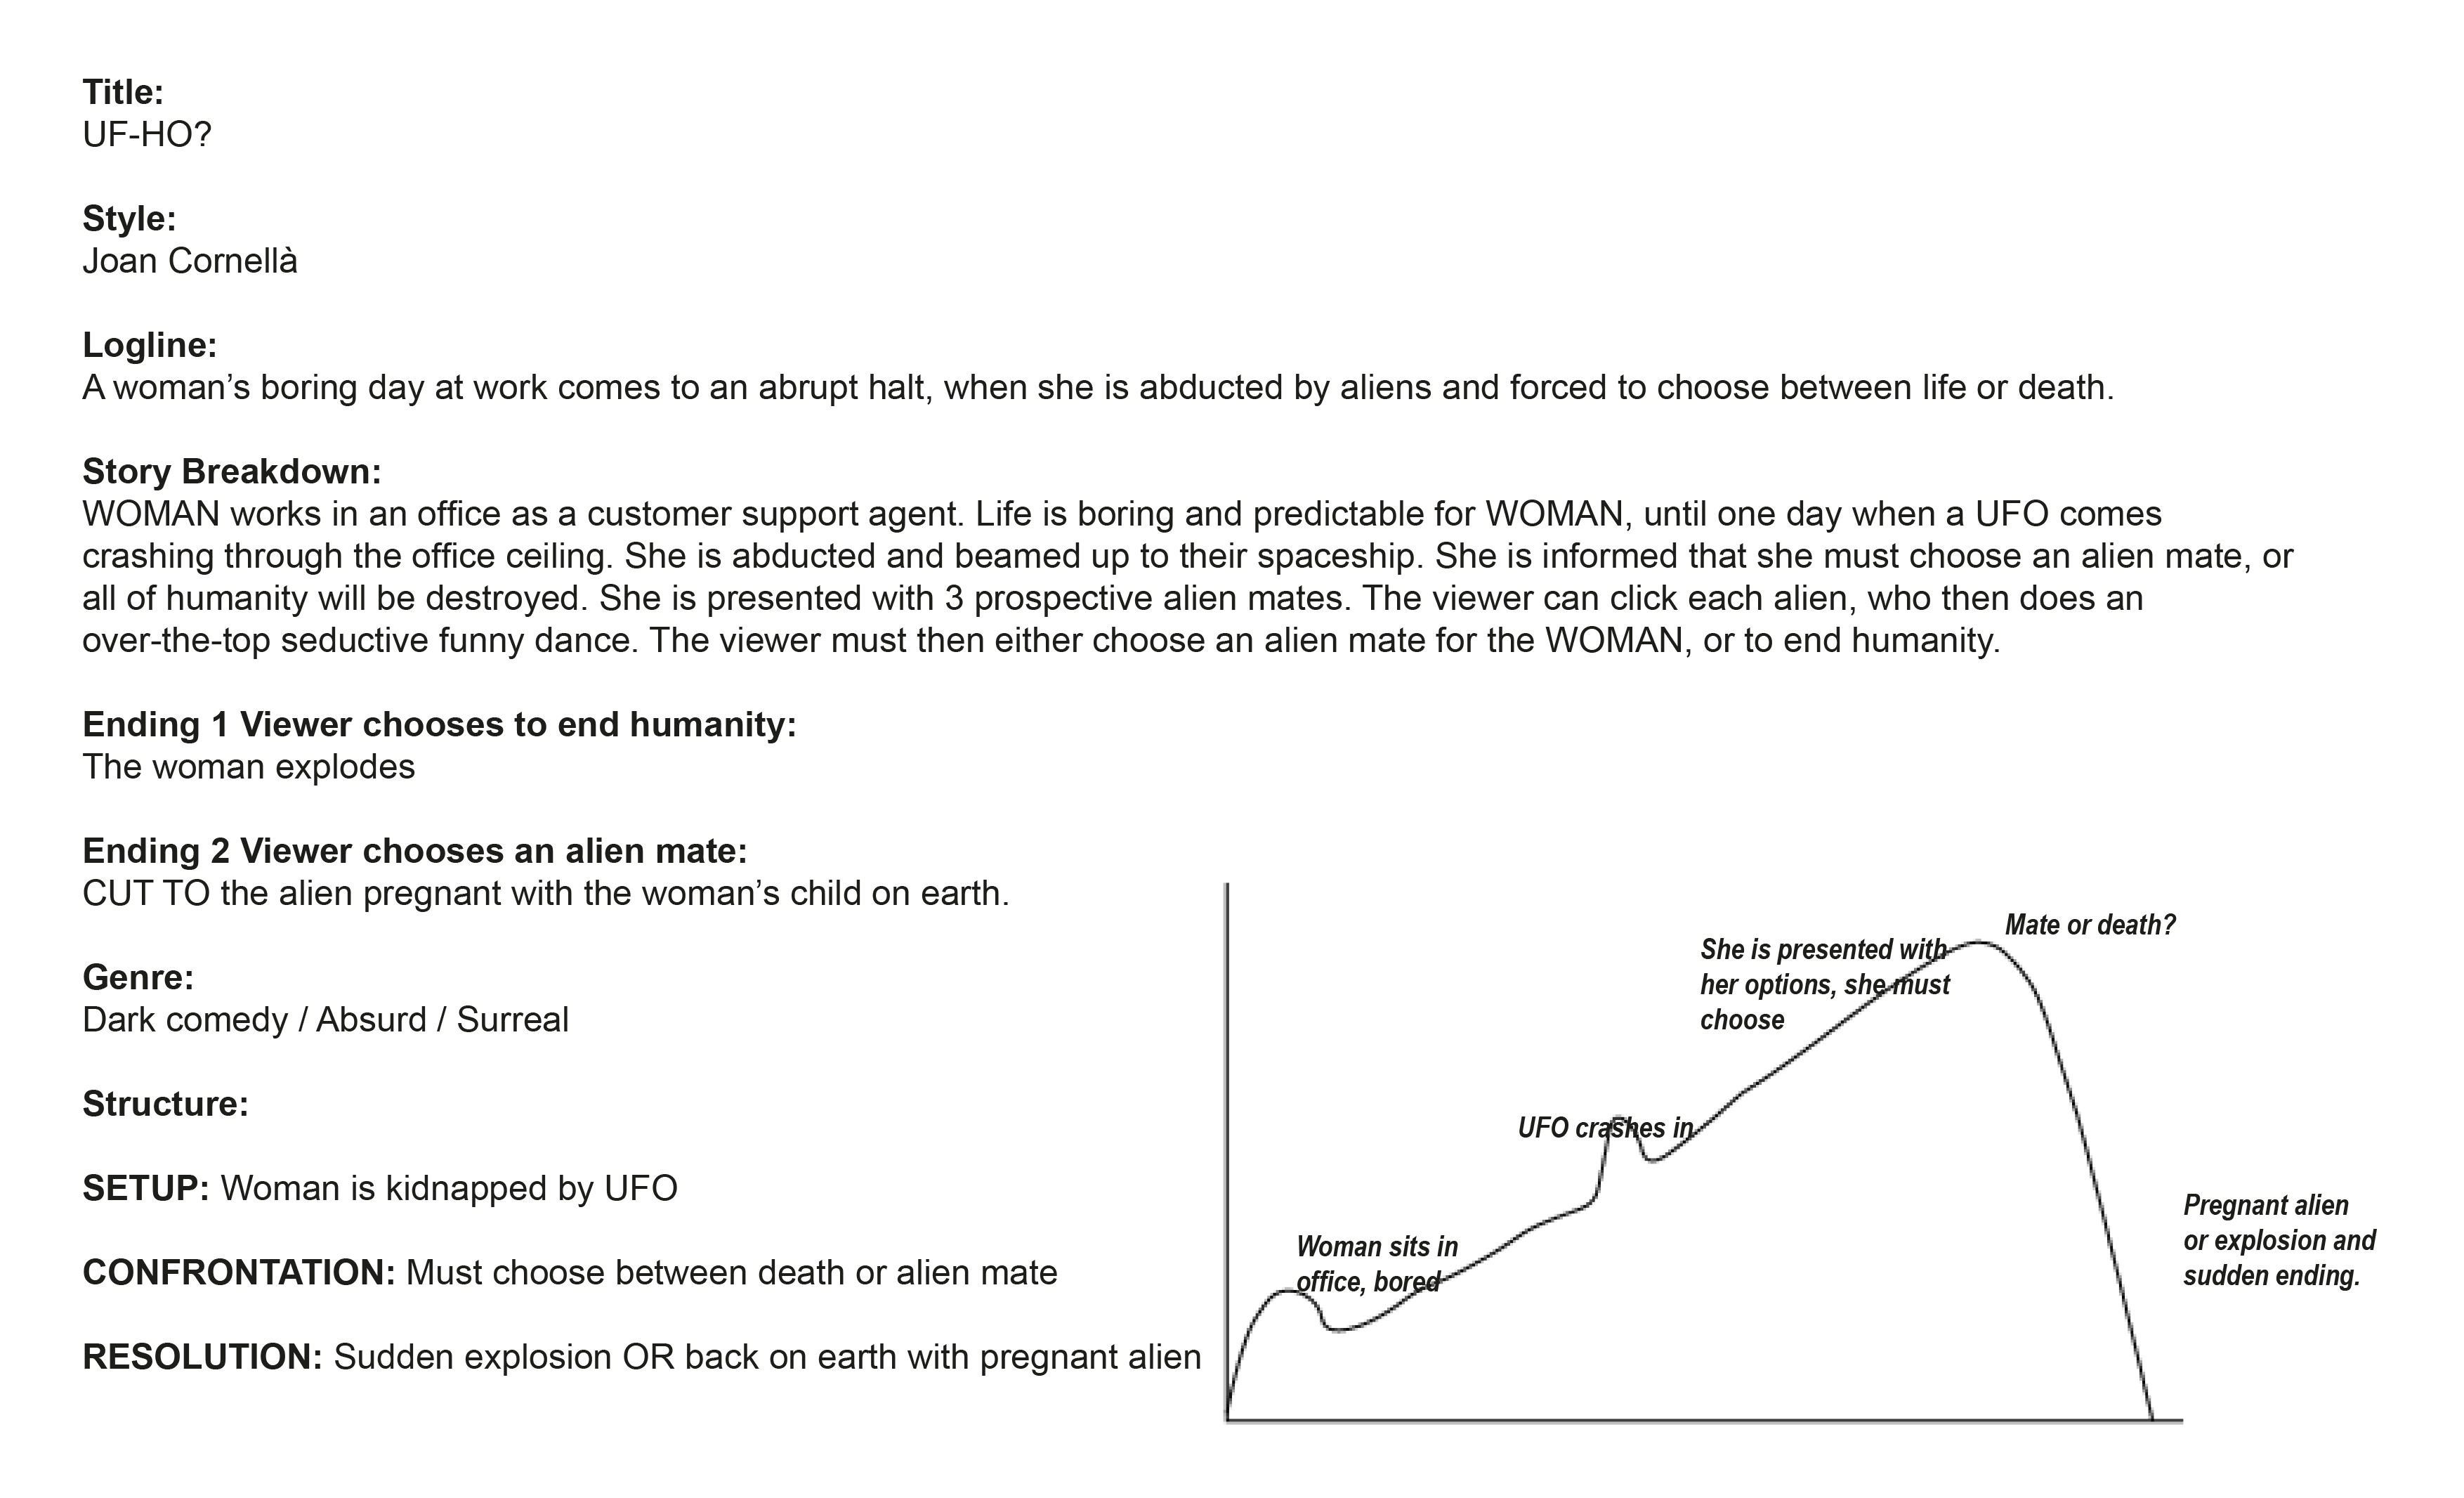 Title:
UF-HO?
Style:
Joan Cornellà
Logline:
A woman’s boring day at work comes to an abrupt halt, when she is abducted by aliens and forced to choose between life or death.
Story Breakdown:
WOMAN works in an office as a customer support agent. Life is boring and predictable for WOMAN, until one day when a UFO comes
crashing through the office ceiling. She is abducted and beamed up to their spaceship. She is informed that she must choose an alien mate, or
all of humanity will be destroyed. She is presented with 3 prospective alien mates. The viewer can click each alien, who then does an
over-the-top seductive funny dance. The viewer must then either choose an alien mate for the WOMAN, or to end humanity.
Ending 1 Viewer chooses to end humanity:
The woman explodes
Ending 2 Viewer chooses an alien mate:
CUT TO the alien pregnant with the woman’s child on earth.
Genre:
Dark comedy / Absurd / Surreal
Structure:
SETUP: Woman is kidnapped by UFO
CONFRONTATION: Must choose between death or alien mate
RESOLUTION: Sudden explosion OR back on earth with pregnant alien
Woman sits in
office, bored
UFO crashes in
She is presented with
her options, she must
choose
Mate or death?
Pregnant alien
or explosion and
sudden ending.